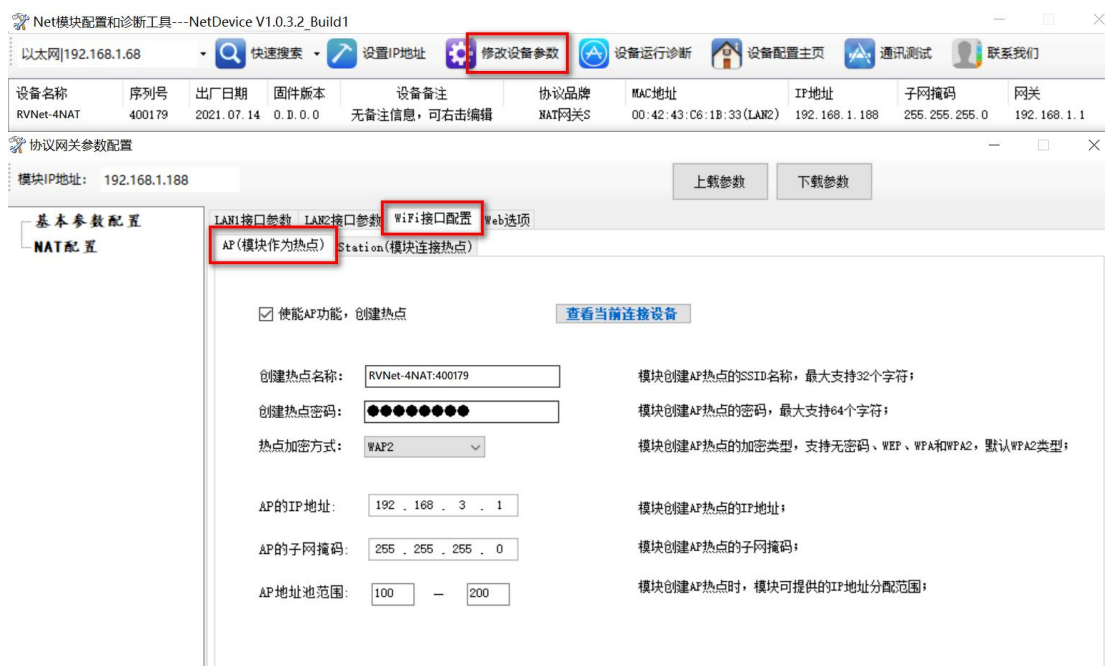 Net模块配置和诊断工具---NetDevice V1.0.3.2_Build1
以太网|192.168.1.68 快速搜索 设置IP地址 修改设备参数 设备运行诊断 设备配置主页 通讯测试 联系我们
设备名称 序列号 出厂日期 固件版本 设备备注 协议品牌 MAC地址 IP地址 子网掩码 网关
RVNet-4NAT 400179 2021.07.14 0.D.0.0 无备注信息，可右击编辑 NAT网关S 00:42:43:C6:1B:33(LAN2) 192.168.1.188 255.255.255.0 192.168.1.1
协议网关参数配置
模块IP地址: 192.168.1.188 上载参数 下载参数
基本参数配置
NAT配置
LAN1接口参数 LAN2接口参数 WiFi接口配置 Web选项
AP(模块作为热点) Station(模块连接热点)
使能AP功能，创建热点 查看当前连接设备
创建热点名称: RVNet-4NAT:400179 模块创建AP热点的SSID名称，最大支持32个字符;
创建热点密码: ●●●●●●●● 模块创建AP热点的密码，最大支持64个字符;
热点加密方式: WAP2 模块创建AP热点的加密类型，支持无密码、WEP、WPA和WPA2，默认WPA2类型;
AP的IP地址: 192 . 168 . 3 . 1 模块创建AP热点的IP地址;
AP的子网掩码: 255 . 255 . 255 . 0 模块创建AP热点的子网掩码;
AP地址池范围: 100 — 200 模块创建AP热点时，模块可提供的IP地址分配范围;